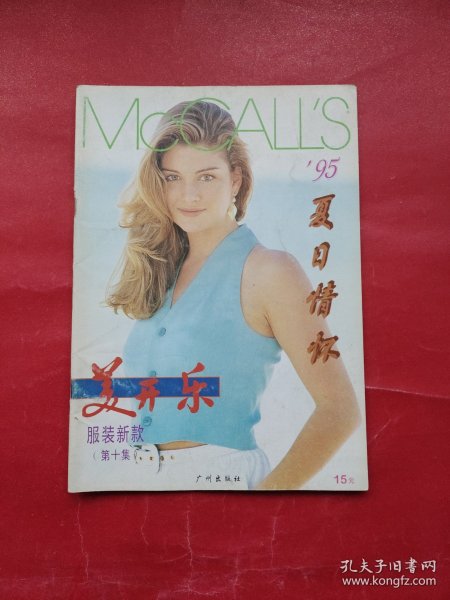 McCALL'S
'95
夏日情怀
美开乐
服装新款
(第十集)
广州出版社
15元
孔夫子旧书网
www.kongfz.com